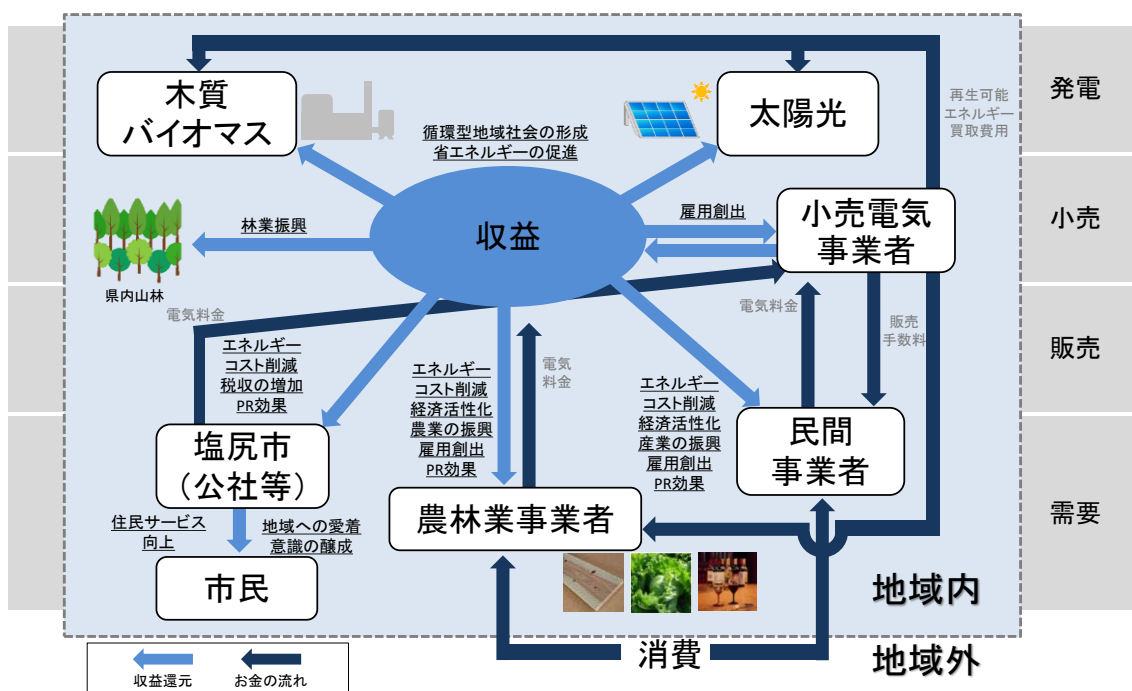 木質
バイオマス
循環型地域社会の形成
省エネルギーの促進
太陽光
再生可能
エネルギー
買取費用
発電
林業振興
収益
雇用創出
小売電気
事業者
小売
県内山林
電気料金
電気料金
販売
手数料
販売
エネルギー
コスト削減
税収の増加
PR効果
エネルギー
コスト削減
経済活性化
農業の振興
雇用創出
PR効果
電気
料金
エネルギー
コスト削減
経済活性化
産業の振興
雇用創出
PR効果
塩尻市
（公社等）
民間
事業者
農林業事業者
需要
住民サービス
向上
地域への愛着
意識の醸成
市民
地域内
消費
地域外
収益還元
お金の流れ